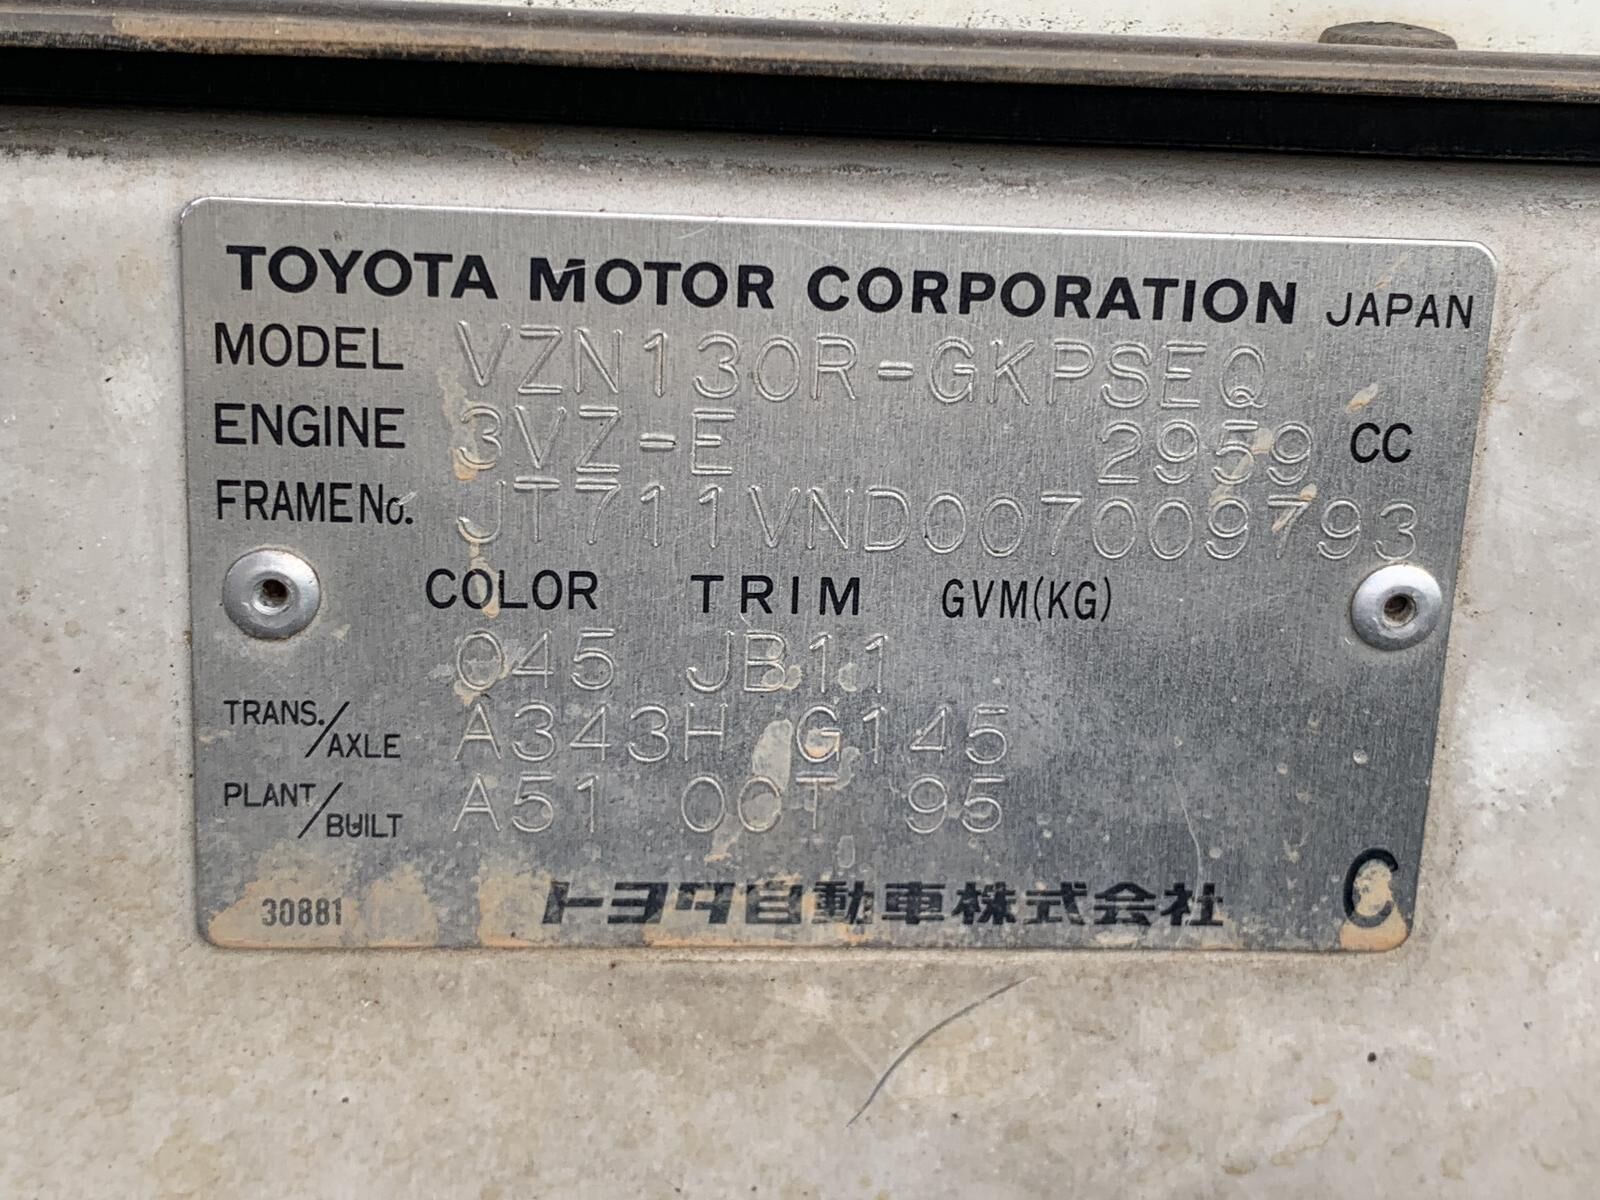 TOYOTA MOTOR CORPORATION JAPAN
MODEL VZN130R-GKPSEQ
ENGINE 3VZ-E 2959 CC
FRAME No. JT711VND007009793
COLOR TRIM GVM(KG)
045 JB11
TRANS./AXLE A343H G145
PLANT/BUILT A51 00T 95
30881 トヨタ自動車株式会社 C